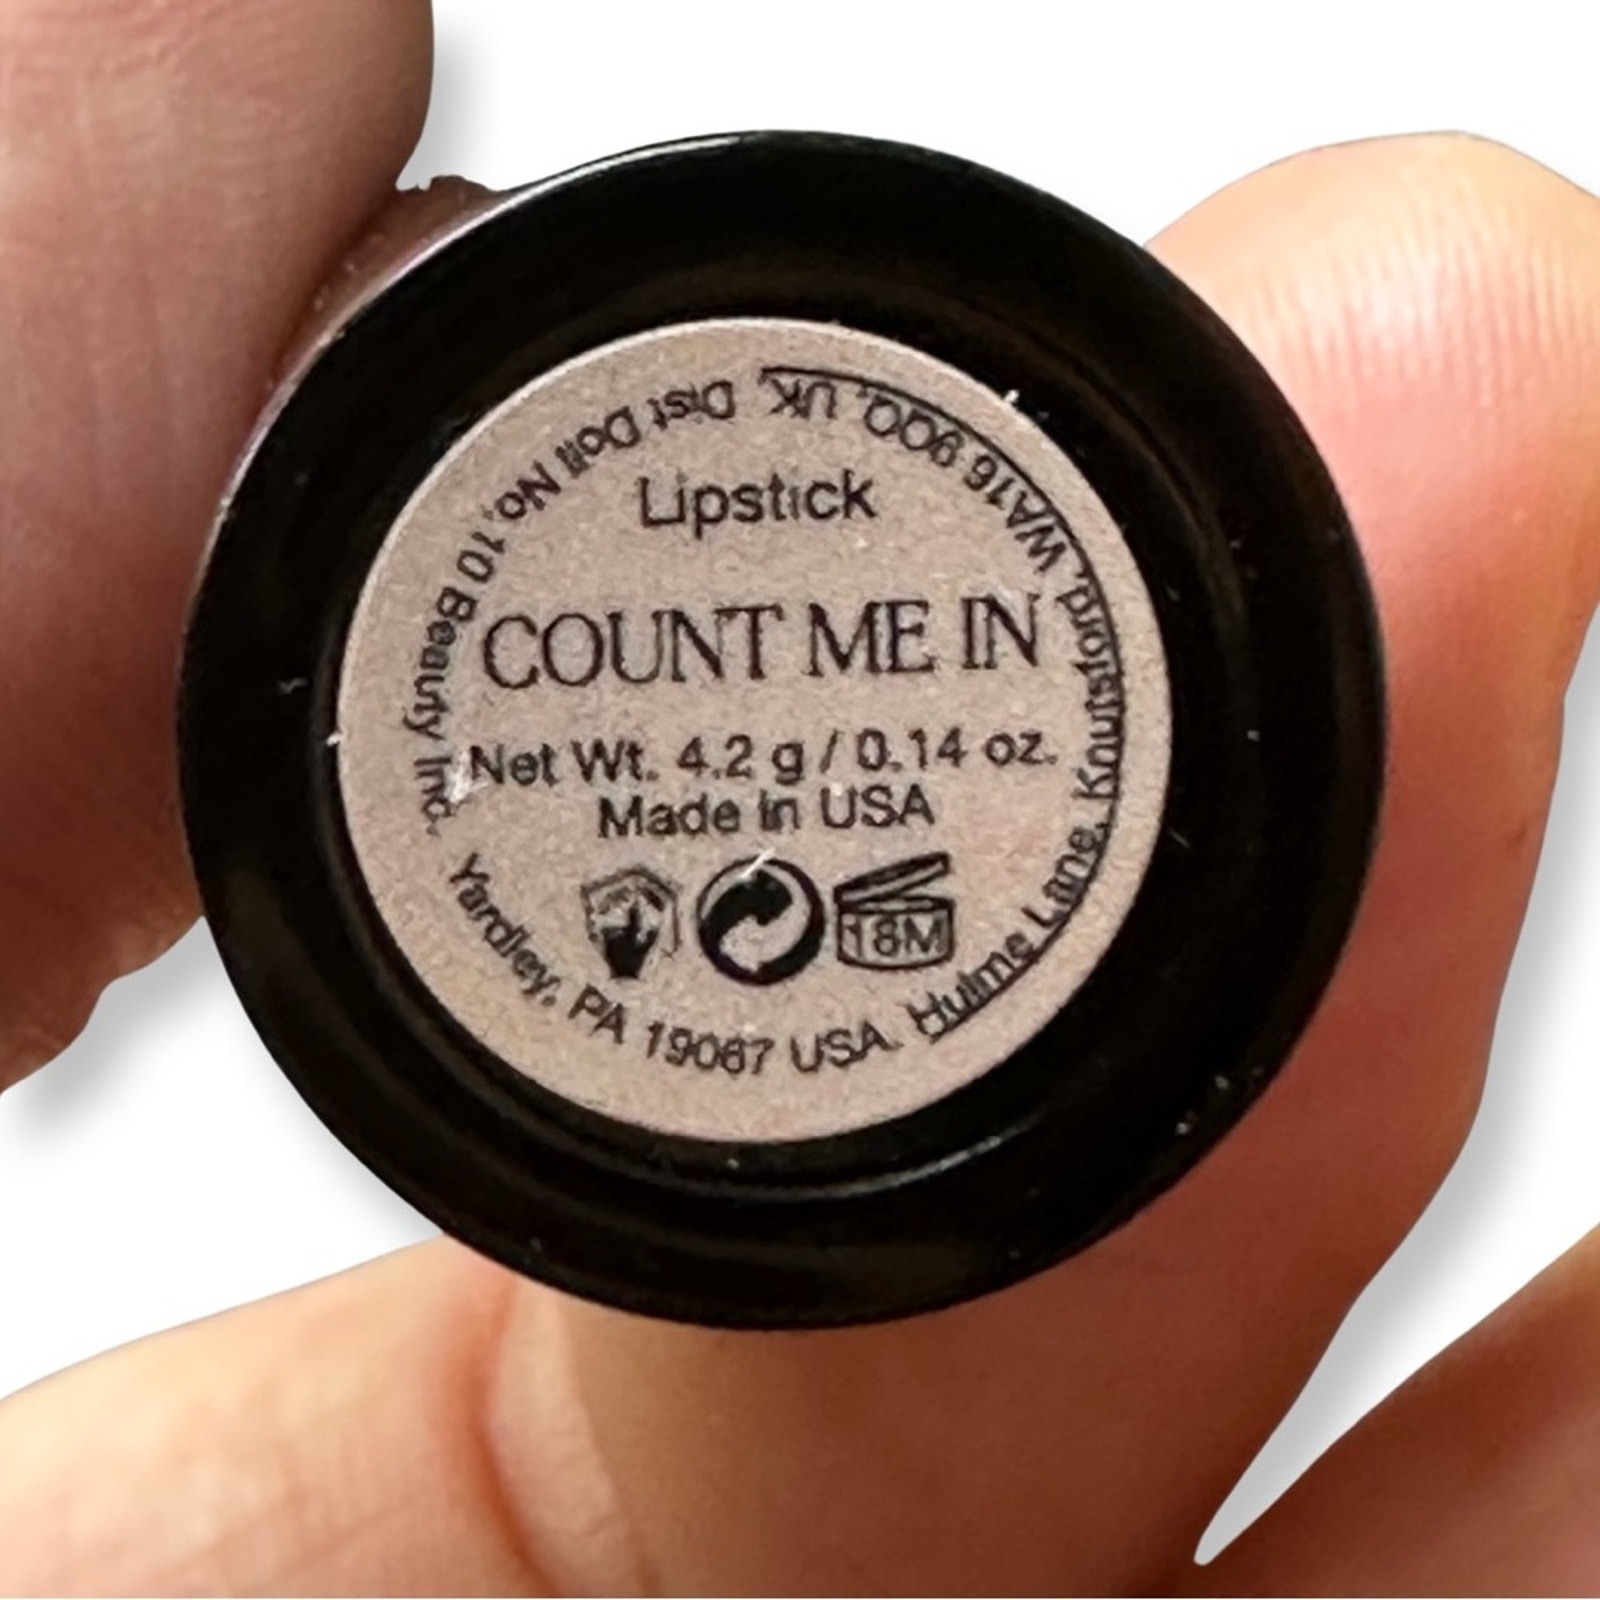 Lipstick
COUNT ME IN
Net Wt. 4.2 g / 0.14 oz.
Made in USA
18M
Dist Doll No. 10 Beauty Inc. Yardley, PA 19067 USA. Hulme Lane, Knutsford, WA16 9QQ, UK